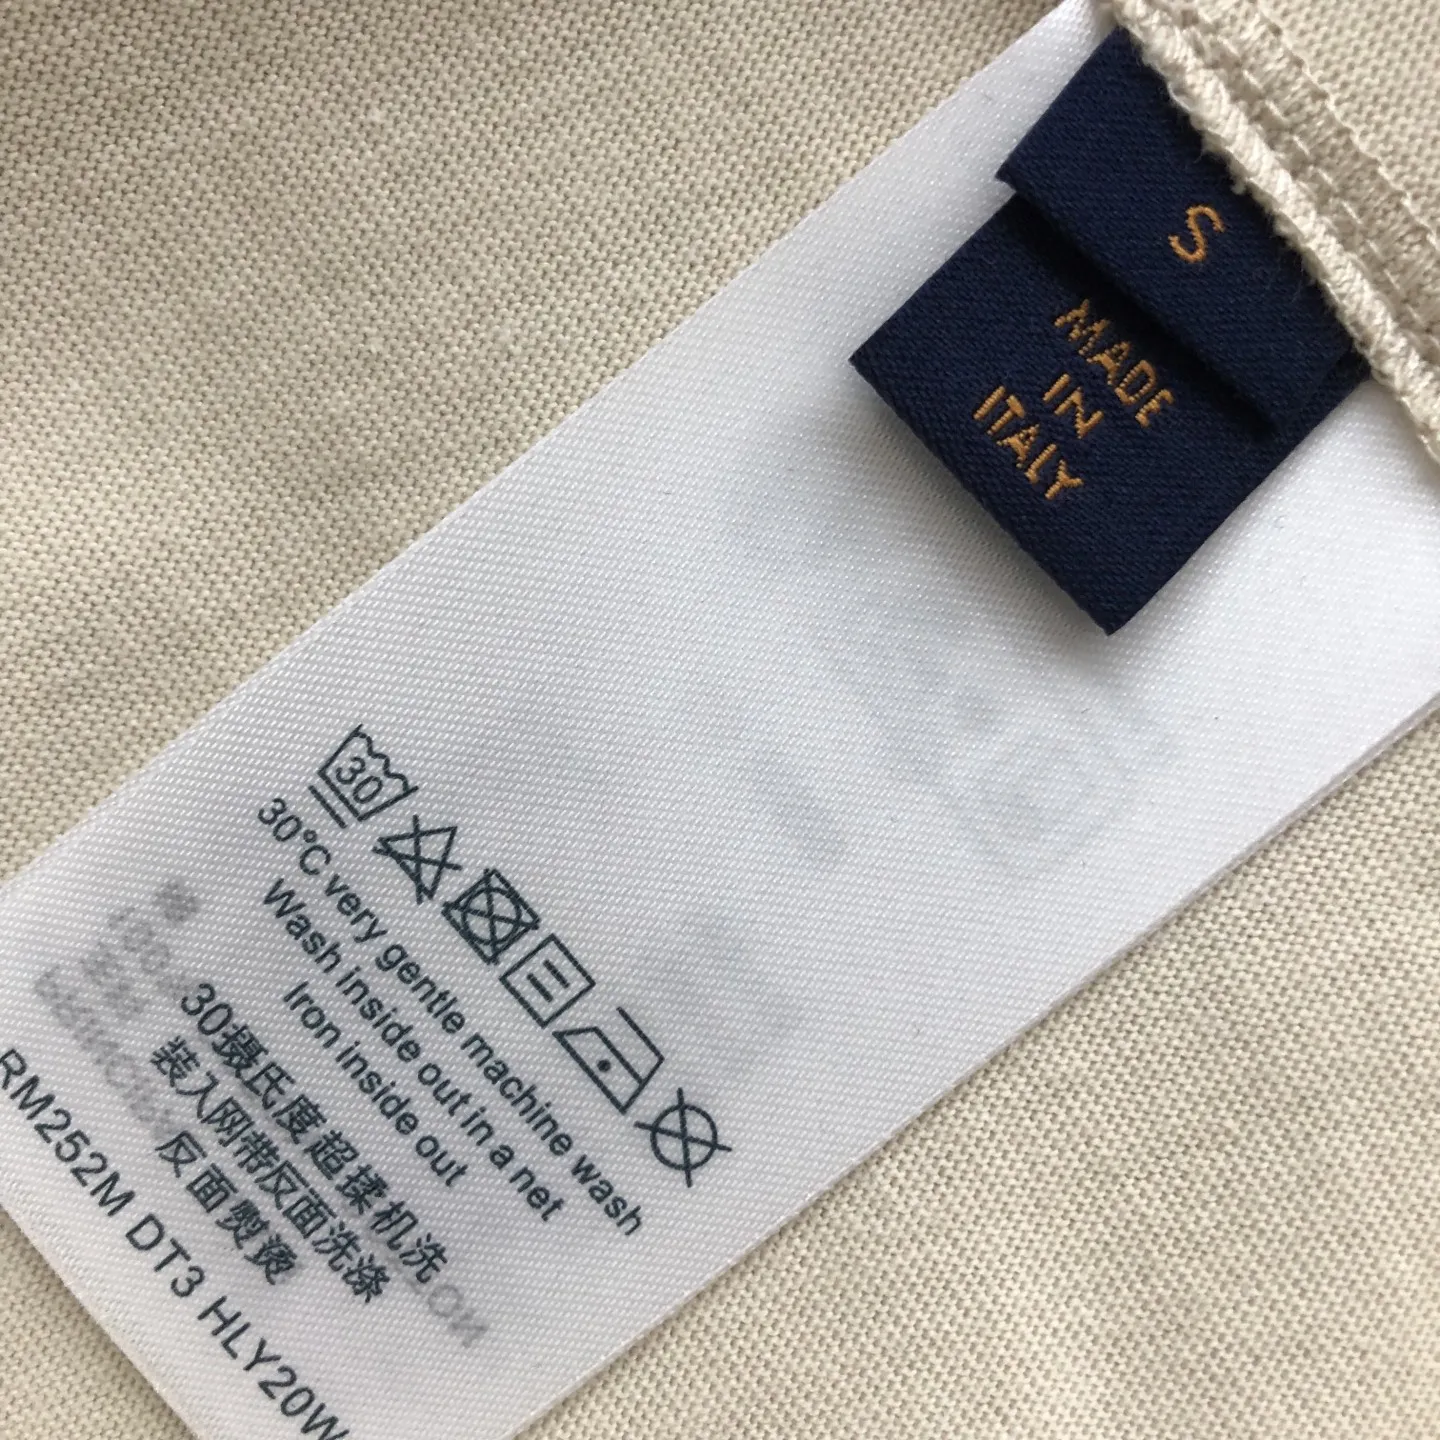 S
MADE
IN
ITALY
30
30°C very gentle machine wash
Wash inside out in a net
Iron inside out
30摄氏度超揉机洗
装入网带反面洗涤
反面熨烫
RM252M DT3 HLY20W